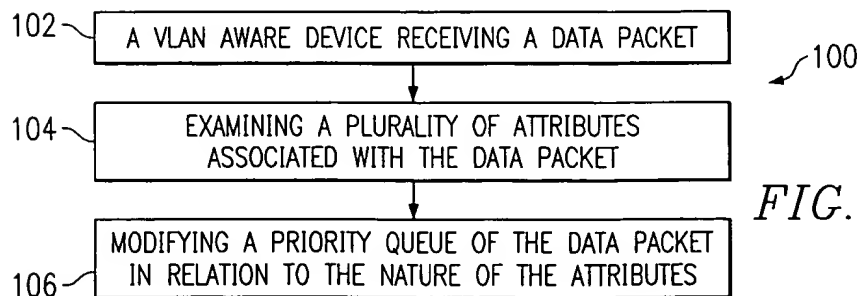 102
A VLAN AWARE DEVICE RECEIVING A DATA PACKET
100
104
EXAMINING A PLURALITY OF ATTRIBUTES
ASSOCIATED WITH THE DATA PACKET
FIG.
MODIFYING A PRIORITY QUEUE OF THE DATA PACKET
106
IN RELATION TO THE NATURE OF THE ATTRIBUTES